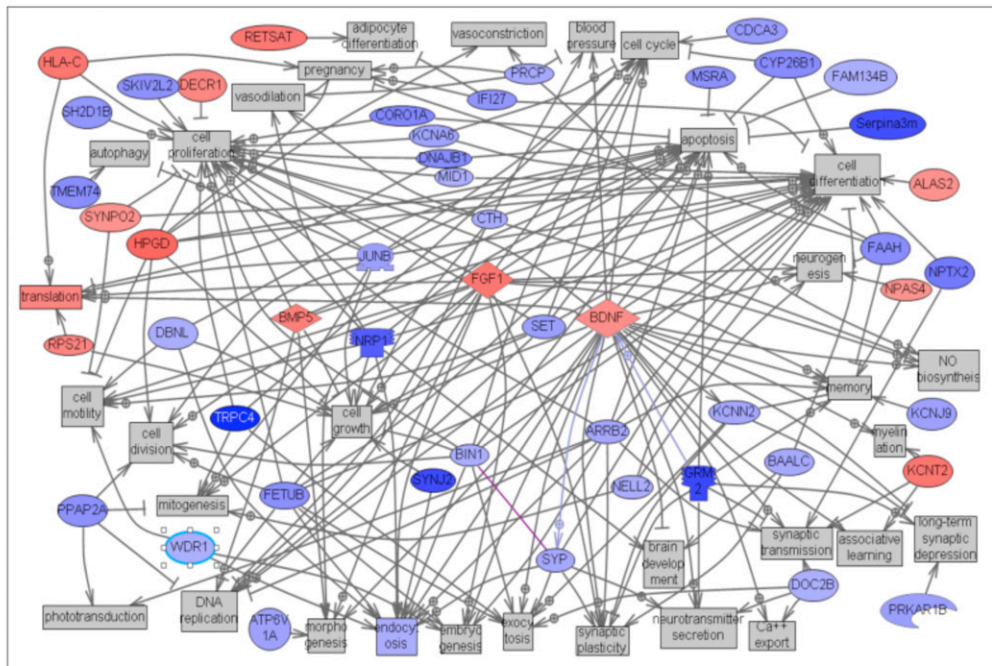 adipocyte
differentiation
RETSAT
vasoconstriction
blood
pressure
cell cycle
CDCA3
HLA-C
pregnancy
PRCP
MSRA
CYP26B1
FAM134B
SKIV2L2
DECR1
vasodilation
IFI27
SH2D1B
CORO1A
KCNA6
Serpina3m
autophagy
cell
proliferation
DNAJB1
MID1
apoptosis
cell
differentiation
ALAS2
TMEM74
SYNPO2
CTH
HPGD
JUNB
FAAH
neurogen
esis
NPTX2
FGF1
NPAS4
translation
BMP5
SET
BDNF
DBNL
NRP1
RPS21
NO
biosyntheis
memory
cell
motility
TRPC4
cell
growth
KCNN2
KCNJ9
cell
division
ARRB2
myelin
ation
BIN1
BAALC
KCNT2
SYNJ2
GRM
2
PPAP2A
mitogenesis
FETUB
NELL2
WDR1
SYP
brain
develop
ment
synaptic
transmission
associative
learning
long-term
synaptic
depression
DOC2B
phototransduction
DNA
replication
ATP6V
1A
morpho
genesis
endocyt
osis
embryo
genesis
exocy
tosis
synaptic
plasticity
neurotransmitter
secretion
Ca++
export
PRKAR1B